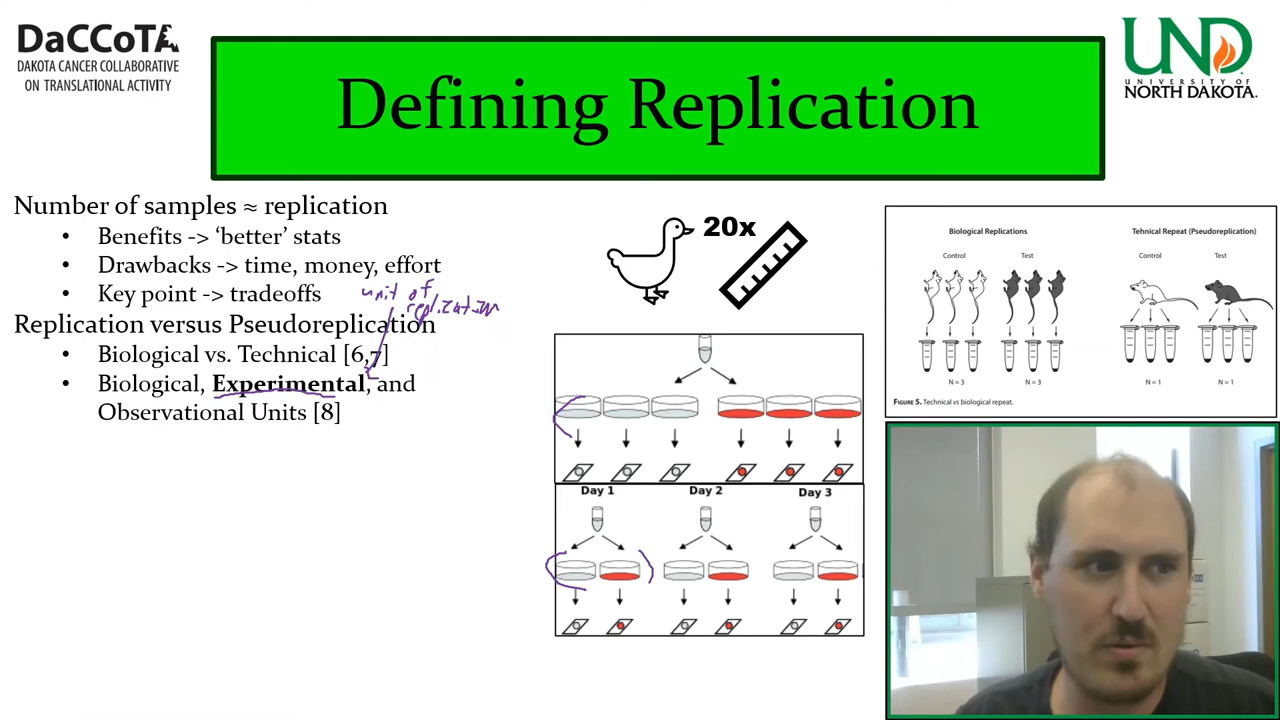 DaCCoTA
DAKOTA CANCER COLLABORATIVE
ON TRANSLATIONAL ACTIVITY
Defining Replication
UND
UNIVERSITY OF
NORTH DAKOTA.
Number of samples ≈ replication
• Benefits -> 'better' stats
• Drawbacks -> time, money, effort
• Key point -> tradeoffs
unit of
replication
Replication versus Pseudoreplication
• Biological vs. Technical [6,7]
• Biological, Experimental, and
Observational Units [8]
20x
Day 1 Day 2 Day 3
Biological Replications
Control Test
N = 3 N = 3
Tehnical Repeat (Pseudoreplication)
Control Test
N = 1 N = 1
FIGURE 5. Technical vs biological repeat.